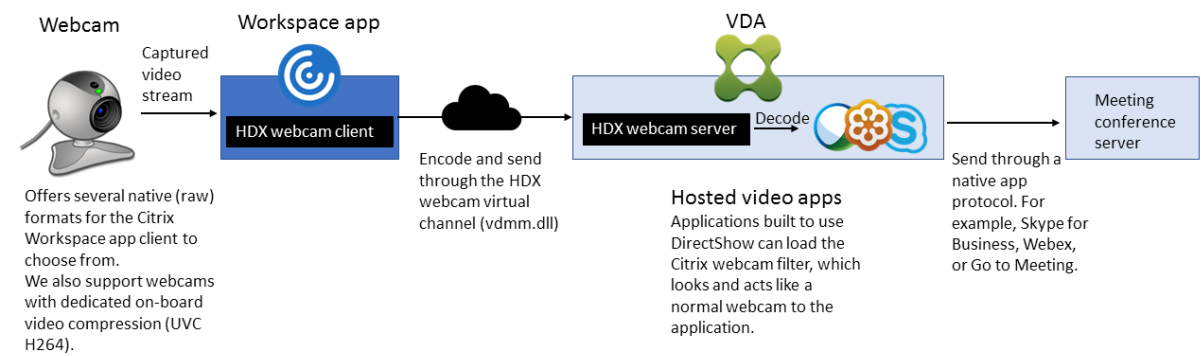 Webcam
Captured
video
stream
Offers several native (raw)
formats for the Citrix
Workspace app client to
choose from.
We also support webcams
with dedicated on-board
video compression (UVC
H264).
Workspace app
HDX webcam client
Encode and send
through the HDX
webcam virtual
channel (vdmm.dll)
VDA
HDX webcam server
Decode
S
Hosted video apps
Applications built to use
DirectShow can load the
Citrix webcam filter, which
looks and acts like a
normal webcam to the
application.
Send through a
native app
protocol. For
example, Skype for
Business, Webex,
or Go to Meeting.
Meeting
conference
server